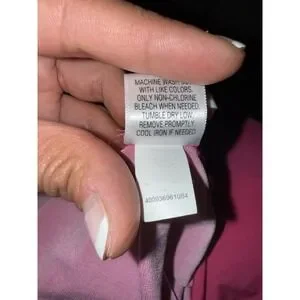 MACHINE WASH
WITH LIKE COLORS.
ONLY NON-CHLORINE
BLEACH WHEN NEEDED.
TUMBLE DRY LOW.
REMOVE PROMPTLY.
COOL IRON IF NEEDED.